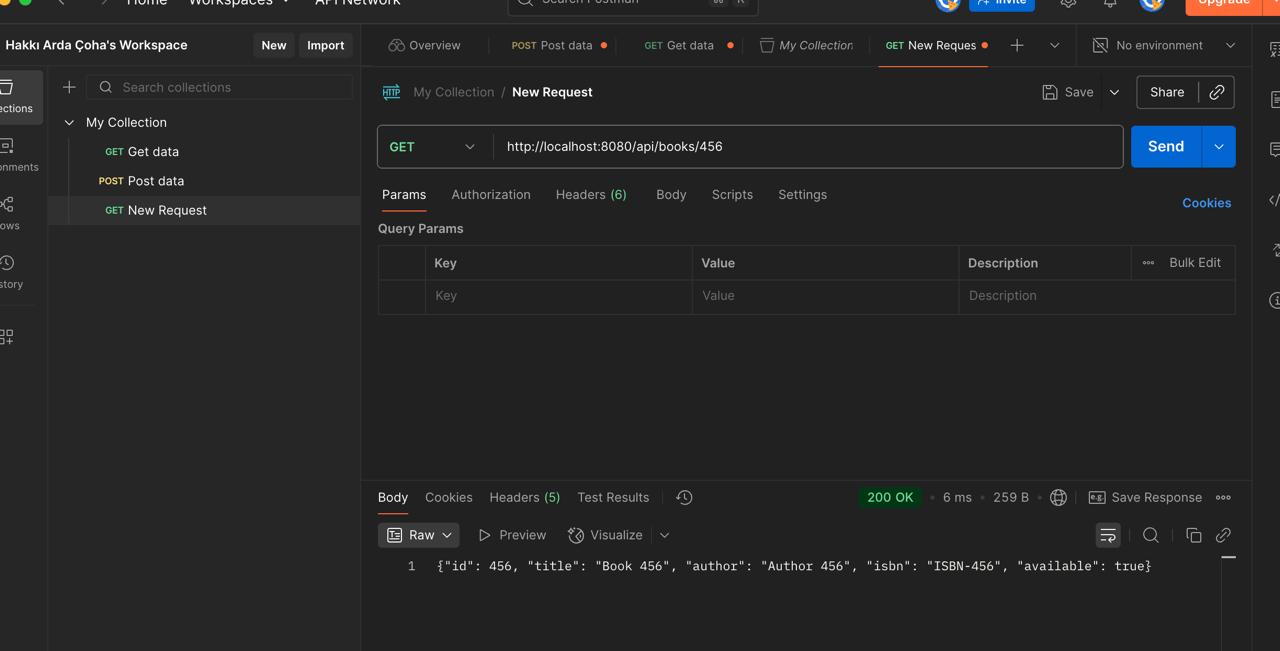 Home Workspaces API Network Search Postman Invite Upgrade
Hakkı Arda Çoha's Workspace New Import
Overview POST Post data GET Get data My Collection GET New Reques No environment
Search collections
My Collection
GET Get data
POST Post data
GET New Request
HTTP My Collection / New Request Save Share
GET http://localhost:8080/api/books/456 Send
Params Authorization Headers (6) Body Scripts Settings Cookies
Query Params
Key Value Description Bulk Edit
Key Value Description
ections
onments
ows
story
Body Cookies Headers (5) Test Results 200 OK • 6 ms • 259 B • e.g. Save Response
Raw Preview Visualize
1 {"id": 456, "title": "Book 456", "author": "Author 456", "isbn": "ISBN-456", "available": true}